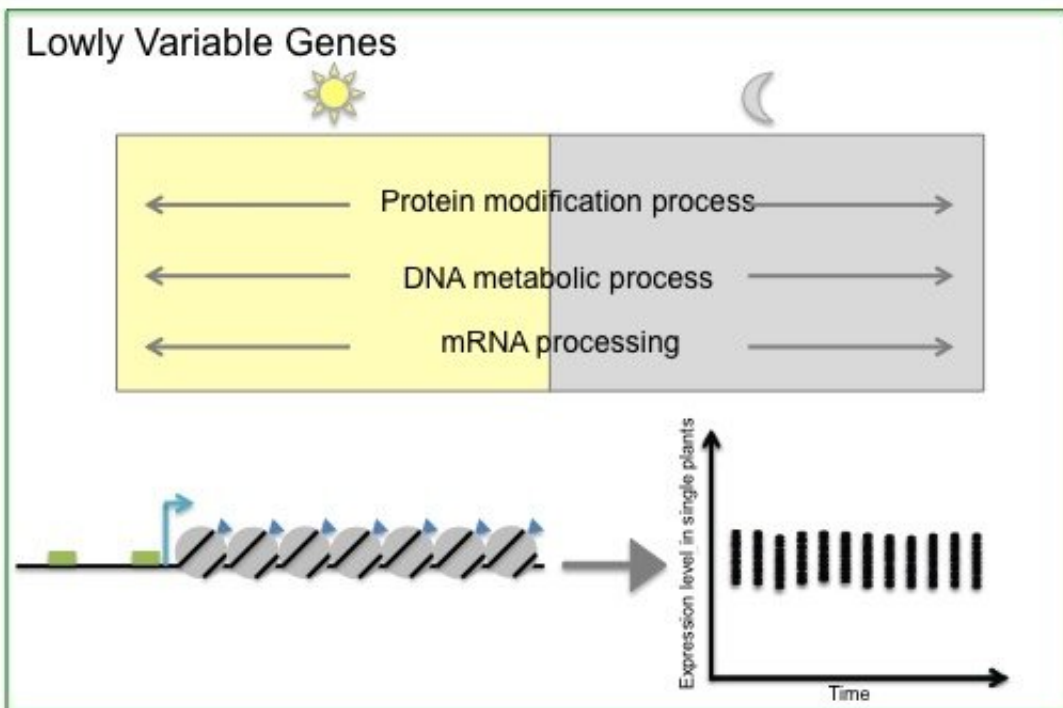 Lowly Variable Genes
Protein modification process
DNA metabolic process
mRNA processing
Expression level in single plants
Time